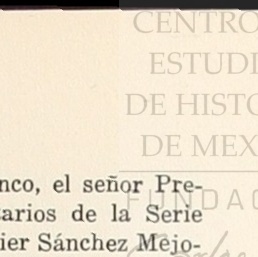 CENTRO
ESTUDI
DE HISTO
DE MEX
FUNDAC
nco, el señor Pre-
arios de la Serie
ier Sánchez Mejo-